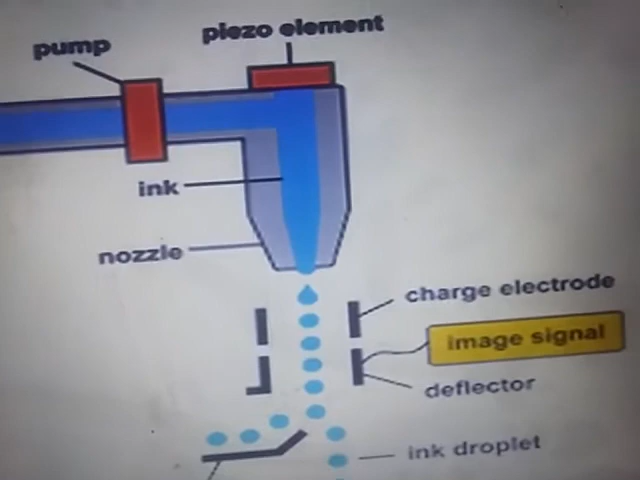 piezo element
pump
ink
nozzle
charge electrode
image signal
deflector
ink droplet